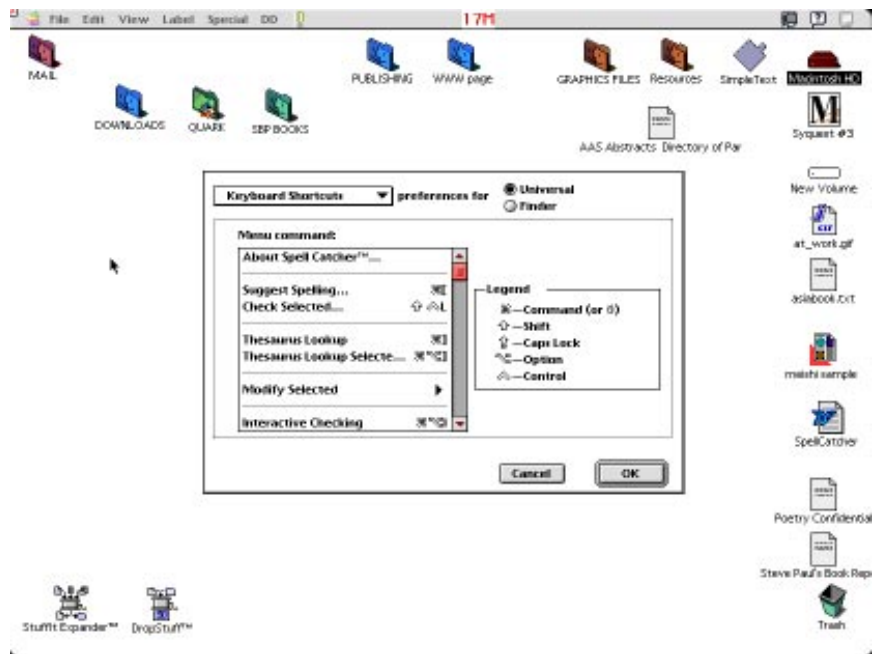 File Edit View Label Special DD 17M
MAIL
PUBLISHING
WWW page
GRAPHICS FILES
Resources
SimpleText
Macintosh HD
DOWNLOADS
QUARK
SBP BOOKS
AAS Abstracts Directory of Par
M
Syquest #3
New Volume
GIF
at_work.gif
asiabook.txt
meishi sample
SpellCatcher
Poetry Confidential
Steve Paul's Book Rep
Trash
Keyboard Shortcuts preferences for
Universal
Finder
Menu command:
About Spell Catcher™...
Suggest Spelling... ⌘[
Check Selected... ⇧⌃L
Thesaurus Lookup ⌘]
Thesaurus Lookup Selecte... ⌘⌥]
Modify Selected
Interactive Checking
Legend
⌘—Command (or )
⇧—Shift
⇪—Caps Lock
⌥—Option
⌃—Control
Cancel OK
StuffIt Expander™
DropStuff™